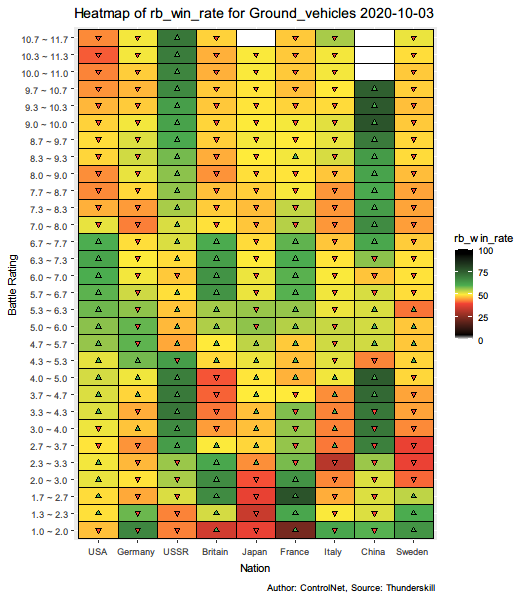 Heatmap of rb_win_rate for Ground_vehicles 2020-10-03
Battle Rating
10.7 ~ 11.7
10.3 ~ 11.3
10.0 ~ 11.0
9.7 ~ 10.7
9.3 ~ 10.3
9.0 ~ 10.0
8.7 ~ 9.7
8.3 ~ 9.3
8.0 ~ 9.0
7.7 ~ 8.7
7.3 ~ 8.3
7.0 ~ 8.0
6.7 ~ 7.7
6.3 ~ 7.3
6.0 ~ 7.0
5.7 ~ 6.7
5.3 ~ 6.3
5.0 ~ 6.0
4.7 ~ 5.7
4.3 ~ 5.3
4.0 ~ 5.0
3.7 ~ 4.7
3.3 ~ 4.3
3.0 ~ 4.0
2.7 ~ 3.7
2.3 ~ 3.3
2.0 ~ 3.0
1.7 ~ 2.7
1.3 ~ 2.3
1.0 ~ 2.0
USA Germany USSR Britain Japan France Italy China Sweden
Nation
rb_win_rate
100
75
50
25
0
Author: ControlNet, Source: Thunderskill